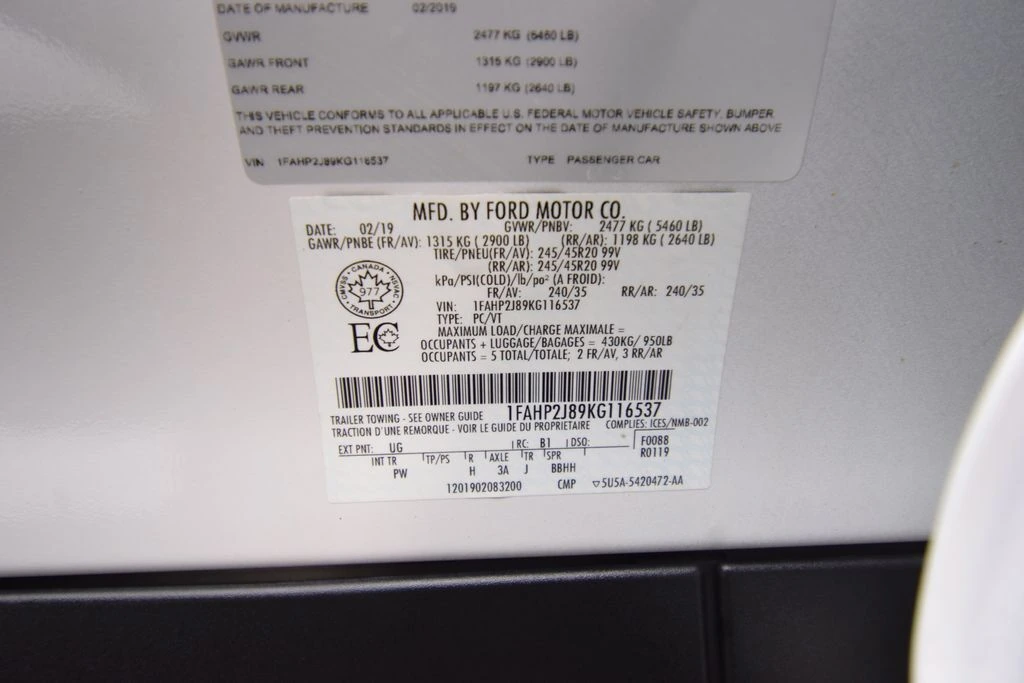 DATE OF MANUFACTURE 02/2019
GVWR 2477 KG (5460 LB)
GAWR FRONT 1315 KG (2900 LB)
GAWR REAR 1197 KG (2640 LB)
THIS VEHICLE CONFORMS TO ALL APPLICABLE U.S. FEDERAL MOTOR VEHICLE SAFETY, BUMPER,
AND THEFT PREVENTION STANDARDS IN EFFECT ON THE DATE OF MANUFACTURE SHOWN ABOVE
VIN 1FAHP2J89KG116537 TYPE PASSENGER CAR
MFD. BY FORD MOTOR CO.
DATE: 02/19 GVWR/PNBV: 2477 KG ( 5460 LB)
GAWR/PNBE (FR/AV): 1315 KG ( 2900 LB) (RR/AR): 1198 KG ( 2640 LB)
TIRE/PNEU(FR/AV): 245/45R20 99V
(RR/AR): 245/45R20 99V
kPa/PSI(COLD)/lb/po² (A FROID):
FR/AV: 240/35 RR/AR: 240/35
VIN: 1FAHP2J89KG116537
TYPE: PC/VT
CMVSS · CANADA · NSVAC
977
TRANSPORT
EC
MAXIMUM LOAD/CHARGE MAXIMALE =
OCCUPANTS + LUGGAGE/BAGAGES = 430KG/ 950LB
OCCUPANTS = 5 TOTAL/TOTALE; 2 FR/AV, 3 RR/AR
1FAHP2J89KG116537
TRAILER TOWING - SEE OWNER GUIDE
TRACTION D'UNE REMORQUE - VOIR LE GUIDE DU PROPRIETAIRE COMPLIES: ICES/NMB-002
EXT PNT: UG RC: B1 DSO: F0088
INT TR TP/PS R AXLE TR SPR R0119
PW H 3A J BBHH
1201902083200 CMP ▽5U5A-5420472-AA